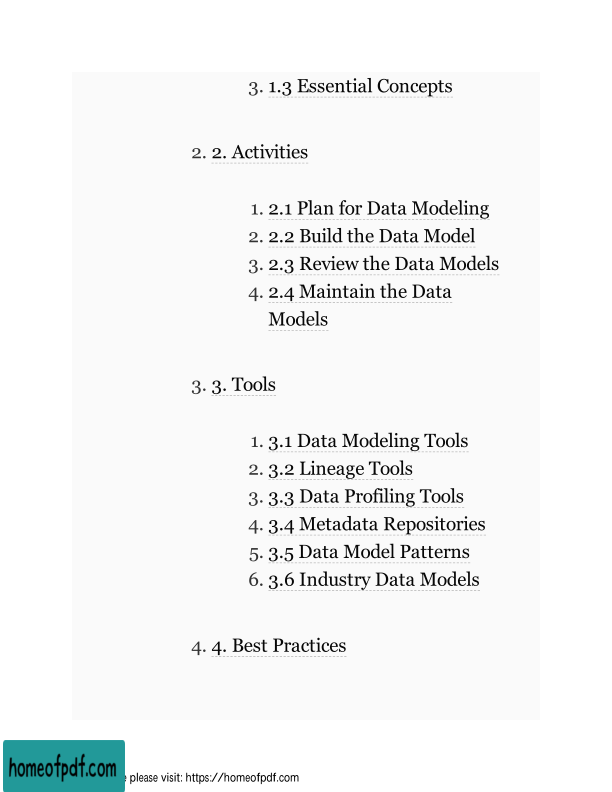 3. 1.3 Essential Concepts
2. 2. Activities
1. 2.1 Plan for Data Modeling
2. 2.2 Build the Data Model
3. 2.3 Review the Data Models
4. 2.4 Maintain the Data
Models
3. 3. Tools
1. 3.1 Data Modeling Tools
2. 3.2 Lineage Tools
3. 3.3 Data Profiling Tools
4. 3.4 Metadata Repositories
5. 3.5 Data Model Patterns
6. 3.6 Industry Data Models
4. 4. Best Practices
homeofpdf.com
please visit: https://homeofpdf.com